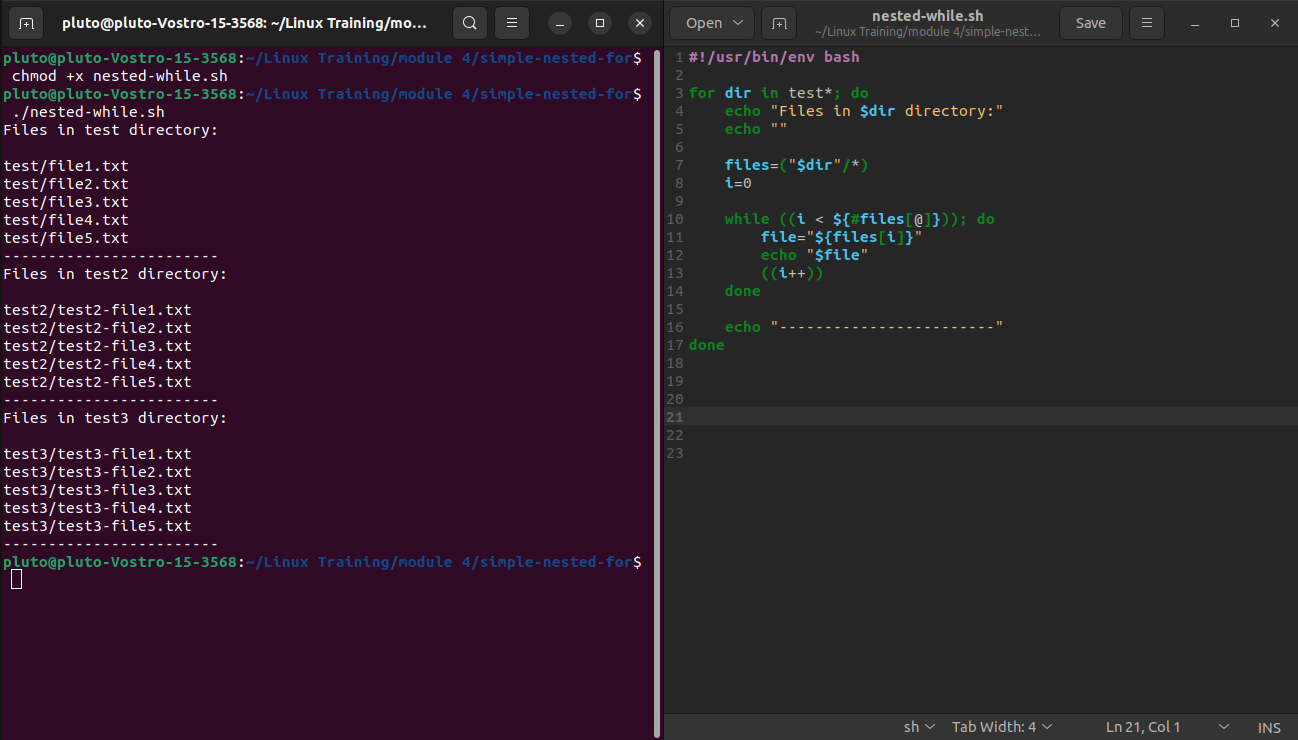 pluto@pluto-Vostro-15-3568: ~/Linux Training/mo...
pluto@pluto-Vostro-15-3568:~/Linux Training/module 4/simple-nested-for$
 chmod +x nested-while.sh
pluto@pluto-Vostro-15-3568:~/Linux Training/module 4/simple-nested-for$
 ./nested-while.sh
Files in test directory:

test/file1.txt
test/file2.txt
test/file3.txt
test/file4.txt
test/file5.txt
------------------------
Files in test2 directory:

test2/test2-file1.txt
test2/test2-file2.txt
test2/test2-file3.txt
test2/test2-file4.txt
test2/test2-file5.txt
------------------------
Files in test3 directory:

test3/test3-file1.txt
test3/test3-file2.txt
test3/test3-file3.txt
test3/test3-file4.txt
test3/test3-file5.txt
------------------------
pluto@pluto-Vostro-15-3568:~/Linux Training/module 4/simple-nested-for$
Open
nested-while.sh
~/Linux Training/module 4/simple-nest...
Save
1 #!/usr/bin/env bash
2
3 for dir in test*; do
4     echo "Files in $dir directory:"
5     echo ""
6
7     files=("$dir"/*)
8     i=0
9
10     while ((i < ${#files[@]})); do
11         file="${files[i]}"
12         echo "$file"
13         ((i++))
14     done
15
16     echo "------------------------"
17 done
18
19
20
21
22
23
sh Tab Width: 4 Ln 21, Col 1 INS